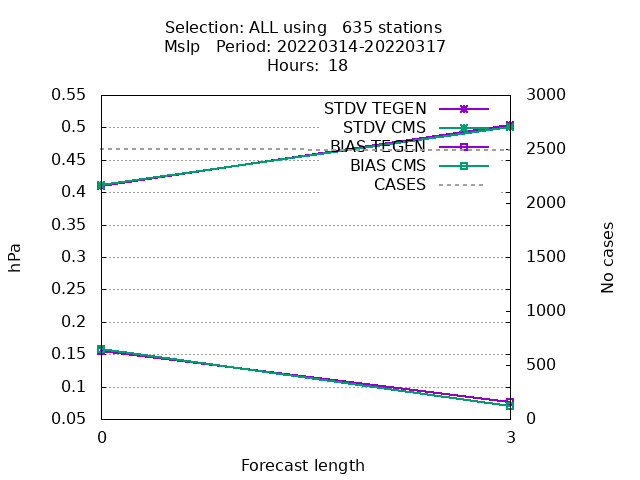 Selection: ALL using   635 stations
Mslp   Period: 20220314-20220317
Hours: 18
0.55
0.5
0.45
0.4
0.35
0.3
0.25
0.2
0.15
0.1
0.05
hPa
STDV TEGEN
STDV CMS
BIAS TEGEN
BIAS CMS
CASES
3000
2500
2000
1500
1000
500
0
No cases
0
3
Forecast length